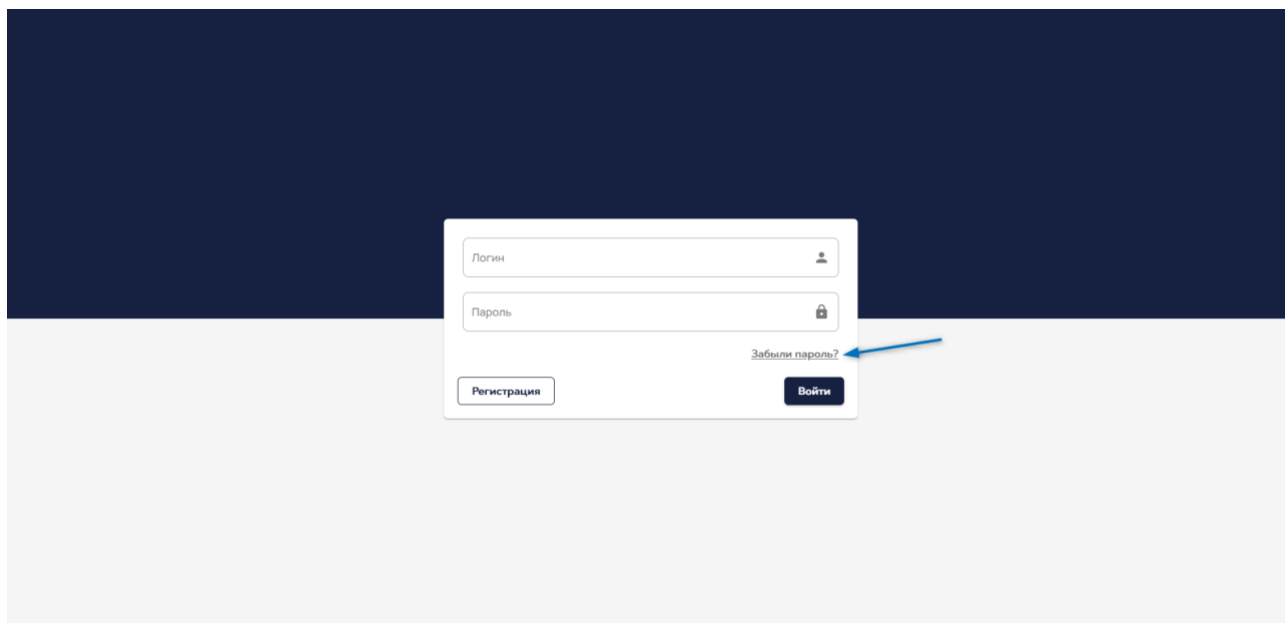 Логин
Пароль
Забыли пароль?
Регистрация
Войти